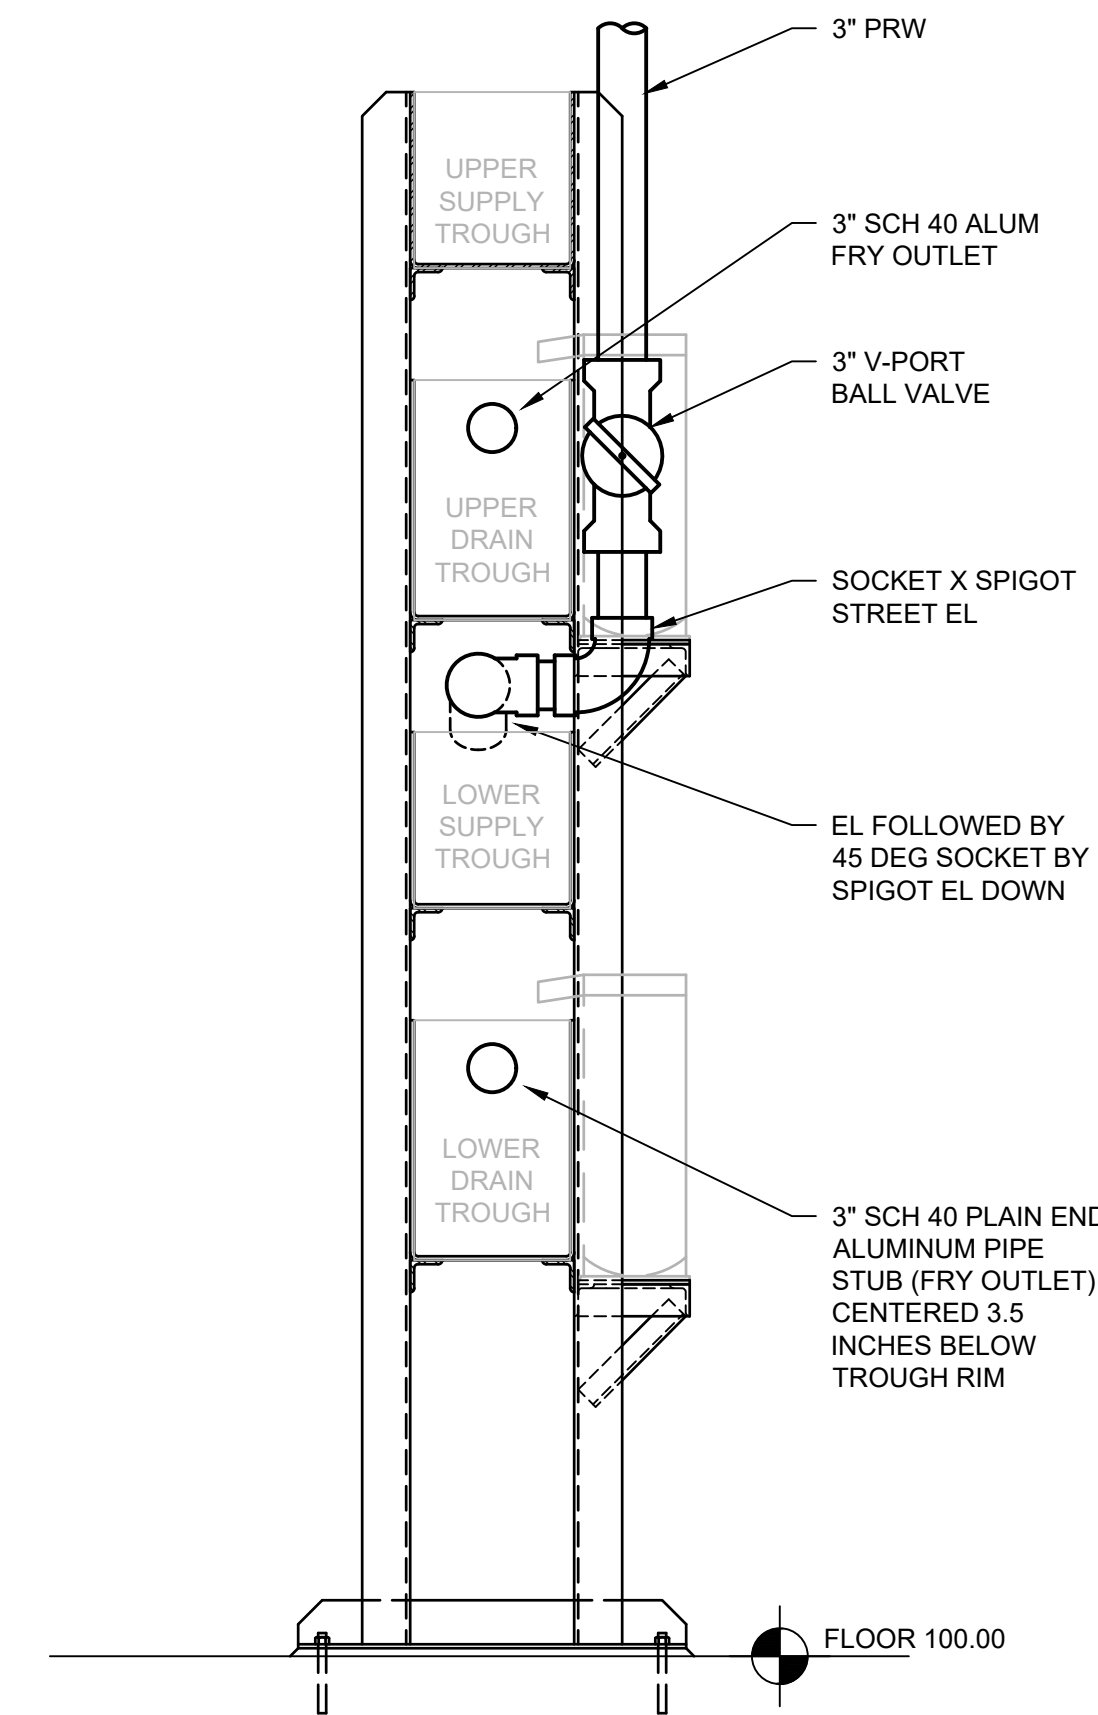 3" PRW
UPPER
SUPPLY
TROUGH
3" SCH 40 ALUM
FRY OUTLET
3" V-PORT
BALL VALVE
UPPER
DRAIN
TROUGH
SOCKET X SPIGOT
STREET EL
LOWER
SUPPLY
TROUGH
EL FOLLOWED BY
45 DEG SOCKET BY
SPIGOT EL DOWN
LOWER
DRAIN
TROUGH
3" SCH 40 PLAIN END
ALUMINUM PIPE
STUB (FRY OUTLET)
CENTERED 3.5
INCHES BELOW
TROUGH RIM
FLOOR 100.00